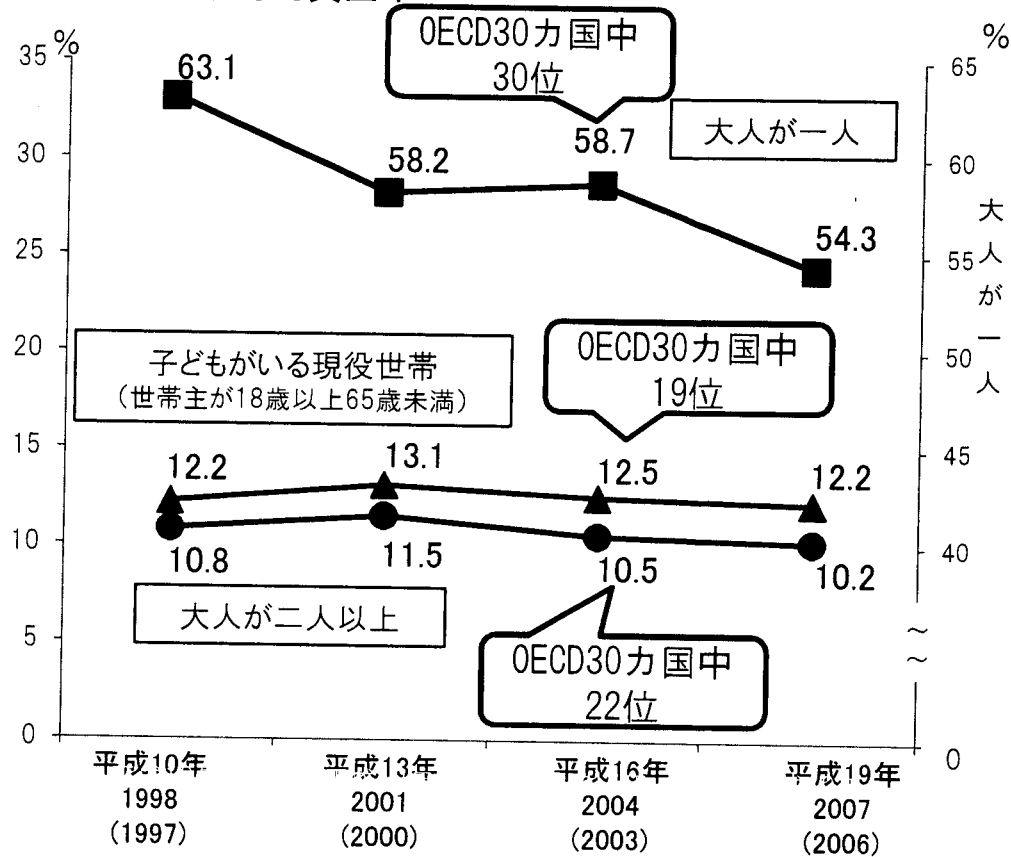 OECD30カ国中
30位
%
%
35
30
25
20
15
10
5
0
65
60
55
50
45
40
～
～
0
大人が一人
63.1
58.2
58.7
54.3
大人が一人
子どもがいる現役世帯
（世帯主が18歳以上65歳未満）
OECD30カ国中
19位
12.2
13.1
12.5
12.2
10.8
11.5
10.5
10.2
大人が二人以上
OECD30カ国中
22位
平成10年
1998
(1997)
平成13年
2001
(2000)
平成16年
2004
(2003)
平成19年
2007
(2006)